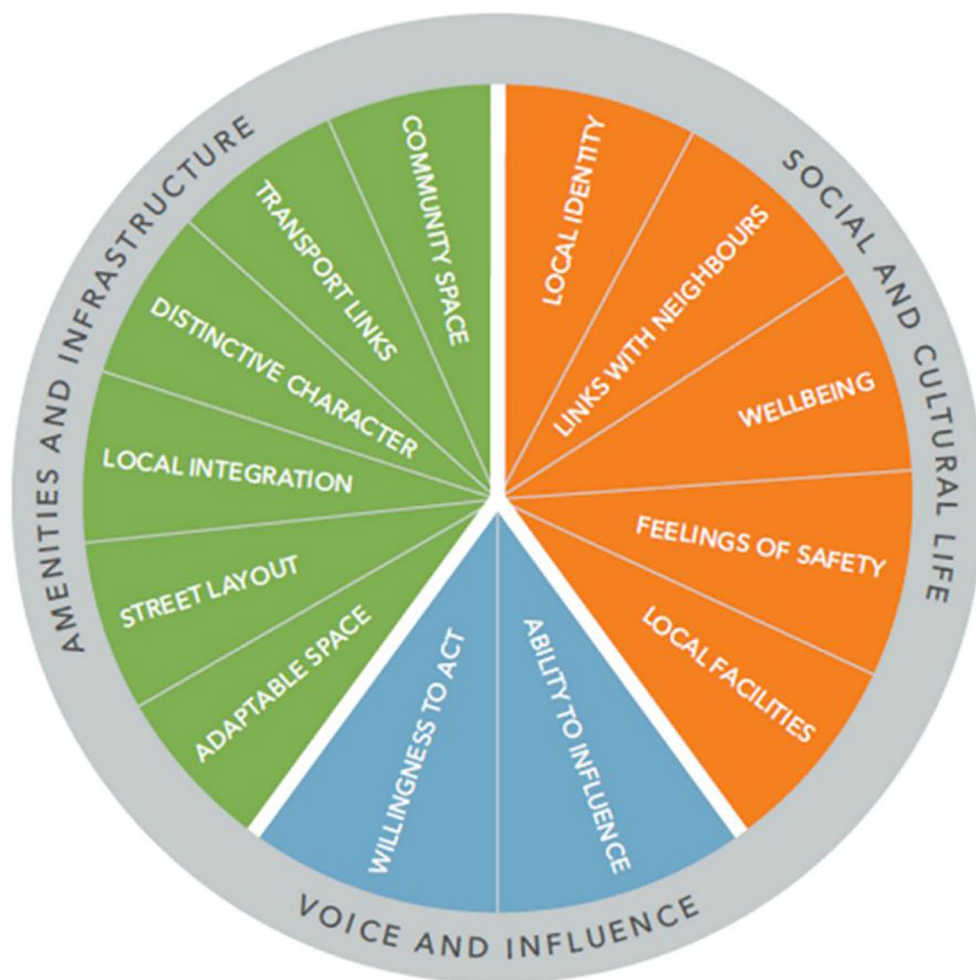 AMENITIES AND INFRASTRUCTURE
SOCIAL AND CULTURAL LIFE
VOICE AND INFLUENCE
COMMUNITY SPACE
TRANSPORT LINKS
DISTINCTIVE CHARACTER
LOCAL INTEGRATION
STREET LAYOUT
ADAPTABLE SPACE
LOCAL IDENTITY
LINKS WITH NEIGHBOURS
WELLBEING
FEELINGS OF SAFETY
LOCAL FACILITIES
WILLINGNESS TO ACT
ABILITY TO INFLUENCE